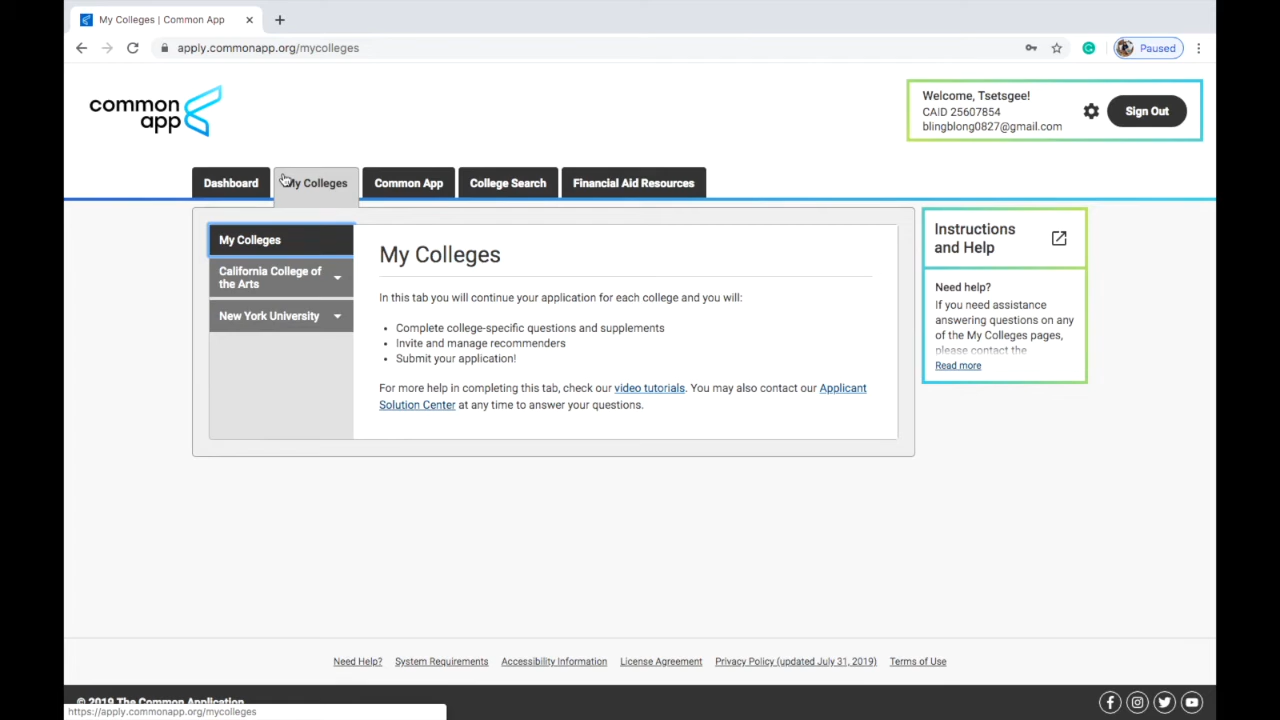 My Colleges | Common App
apply.commonapp.org/mycolleges
Paused
common
app
Welcome, Tsetsgee!
CAID 25607854
blingblong0827@gmail.com
Sign Out
Dashboard
My Colleges
Common App
College Search
Financial Aid Resources
My Colleges
California College of
the Arts
New York University
My Colleges
In this tab you will continue your application for each college and you will:
• Complete college-specific questions and supplements
• Invite and manage recommenders
• Submit your application!
For more help in completing this tab, check our video tutorials. You may also contact our Applicant
Solution Center at any time to answer your questions.
Instructions
and Help
Need help?
If you need assistance
answering questions on any
of the My Colleges pages,
please contact the
Read more
Need Help?
System Requirements
Accessibility Information
License Agreement
Privacy Policy (updated July 31, 2019)
Terms of Use
© 2019 The Common Application
https://apply.commonapp.org/mycolleges